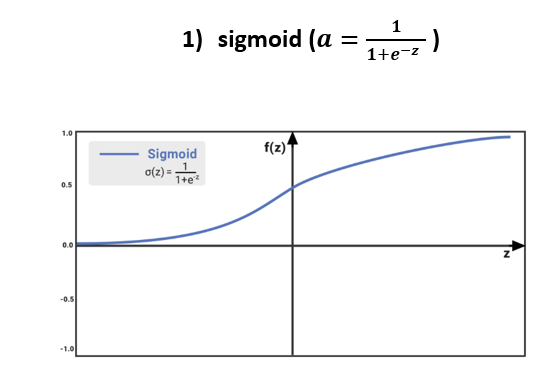 1) sigmoid (a = 1/(1+e^-z))
1.0
f(z)
Sigmoid
σ(z) = 1/(1+e^-z)
0.5
0.0
z
-0.5
-1.0